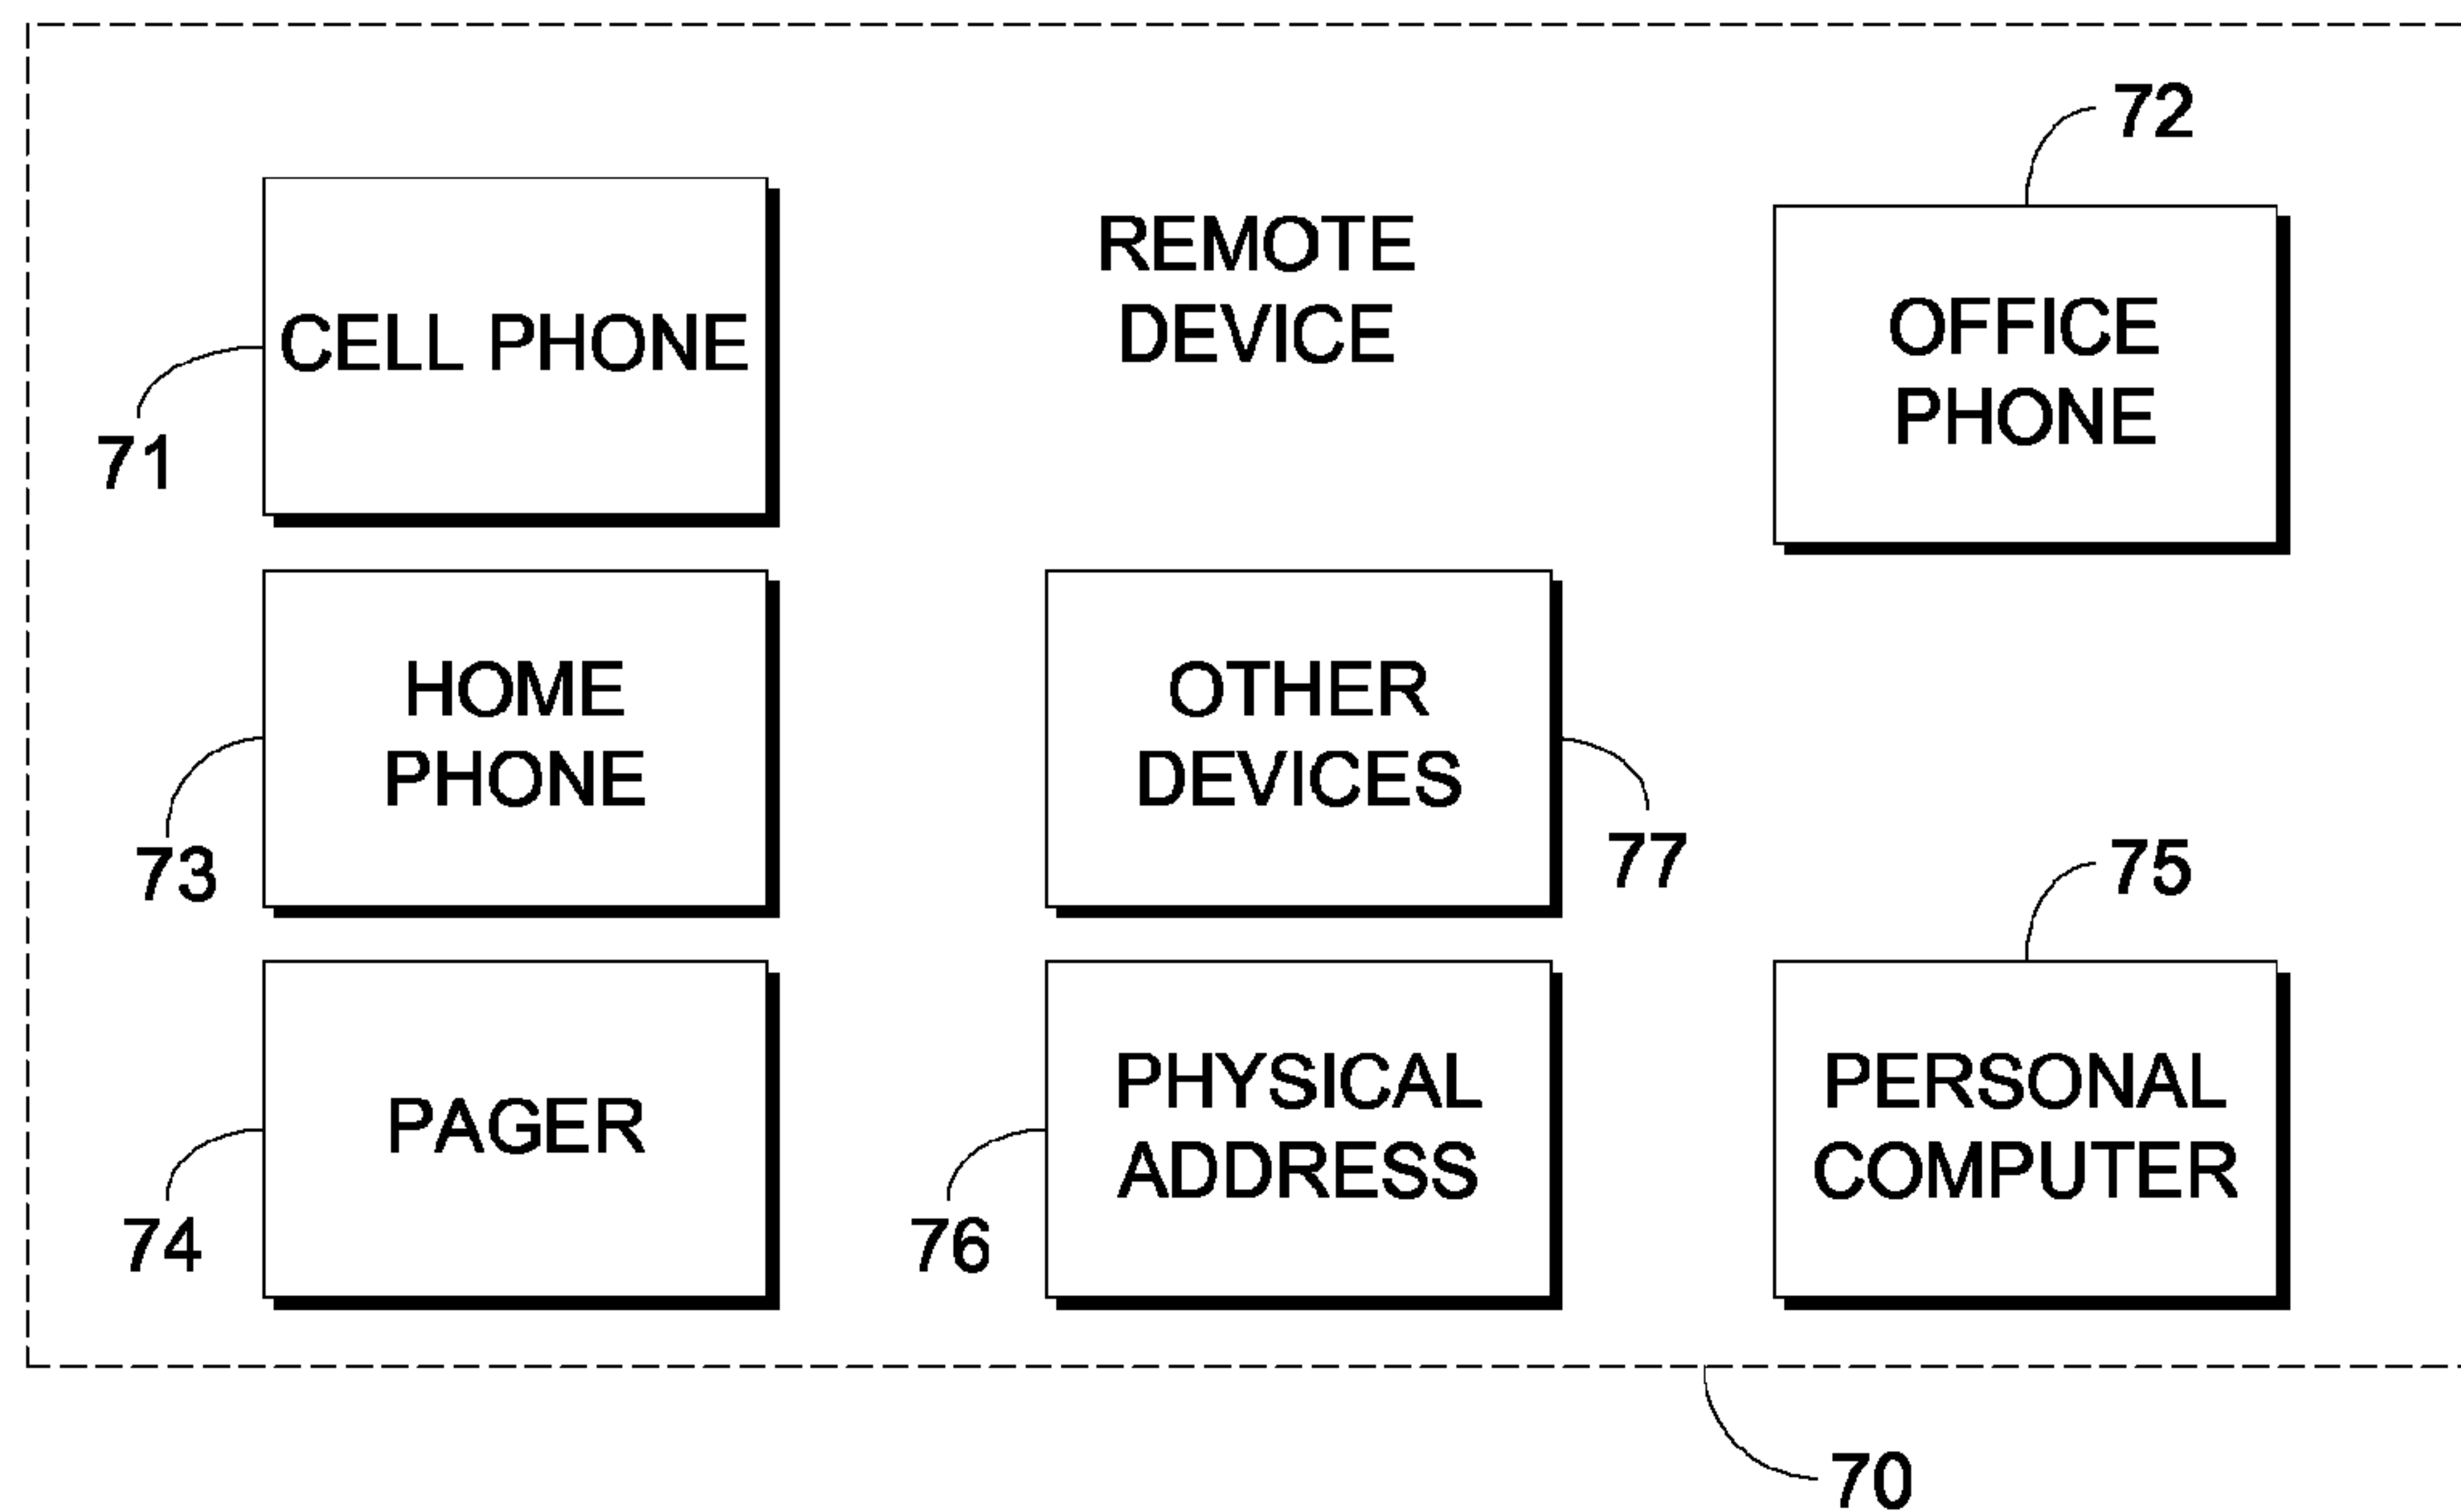 72
REMOTE
DEVICE
CELL PHONE
OFFICE
PHONE
71
HOME
PHONE
OTHER
DEVICES
73
77
75
PAGER
PHYSICAL
ADDRESS
PERSONAL
COMPUTER
74
76
70